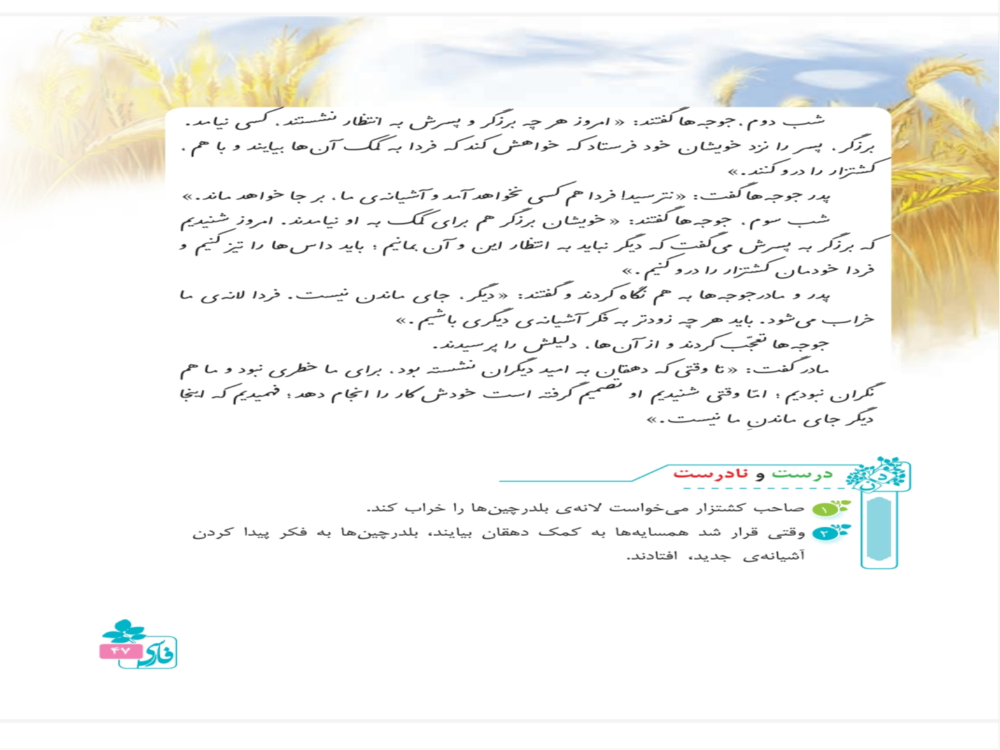 شب دوم، جوجه‌ها گفتند: «امروز هر چه برزگر و پسرش به انتظار نشستند، کسی نیامد.
برزگر، پسر را نزد خویشان خود فرستاد که خواهش کند که فردا به کمک آن‌ها بیایند و با هم،
کشتزار را درو کنند.»
پدر جوجه‌ها گفت: «نترسید! فردا هم کسی نخواهد آمد و آشیانه‌ی ما، بر جا خواهد ماند.»
شب سوم، جوجه‌ها گفتند: «خویشان برزگر هم برای کمک به او نیامدند. امروز شنیدیم
که برزگر به پسرش می‌گفت که دیگر نباید به انتظار این و آن بمانیم؛ باید داس‌ها را تیز کنیم و
فردا خودمان کشتزار را درو کنیم.»
پدر و مادر جوجه‌ها به هم نگاه کردند و گفتند: «دیگر، جای ماندن نیست. فردا لانه‌ی ما
خراب می‌شود. باید هر چه زودتر به فکر آشیانه‌ی دیگری باشیم.»
جوجه‌ها تعجّب کردند و از آن‌ها، دلیلش را پرسیدند.
مادر گفت: «تا وقتی که دهقان به امید دیگران نشسته بود، برای ما خطری نبود و ما هم
نگران نبودیم؛ امّا وقتی شنیدیم او تصمیم گرفته است خودش کار را انجام دهد؛ فهمیدیم که اینجا
دیگر جای ماندنِ ما نیست.»
د ن درست و نادرست
۱ صاحب کشتزار می‌خواست لانه‌ی بلدرچین‌ها را خراب کند.
۲ وقتی قرار شد همسایه‌ها به کمک دهقان بیایند، بلدرچین‌ها به فکر پیدا کردن
آشیانه‌ی جدید، افتادند.
فارسی ۴۷